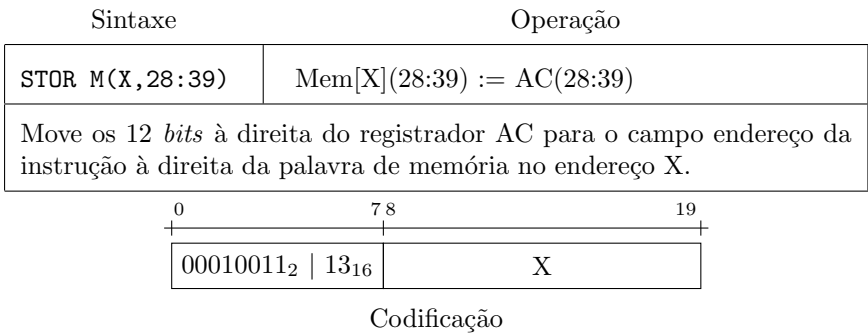 Sintaxe Operação
STOR M(X,28:39) Mem[X](28:39) := AC(28:39)
Move os 12 bits à direita do registrador AC para o campo endereço da
instrução à direita da palavra de memória no endereço X.
0 7 8 19
00010011₂ | 13₁₆ X
Codificação